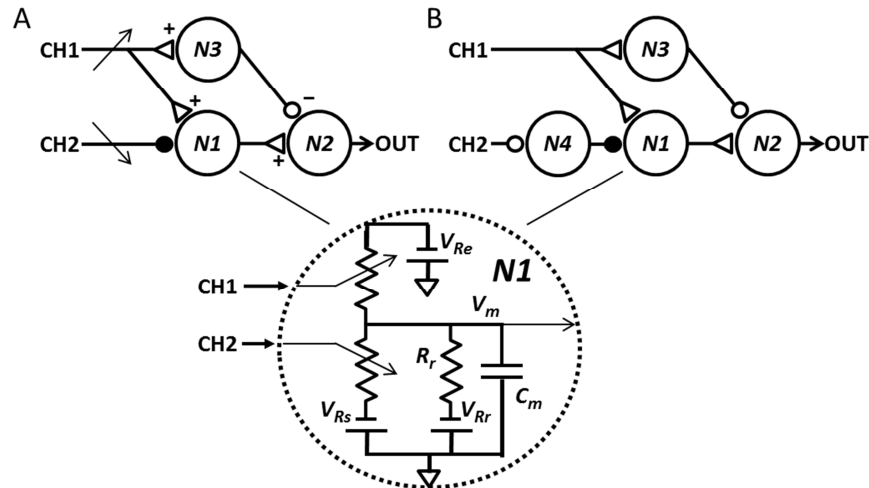 A
B
CH1
+
N3
CH1
N3
+
−
CH2
N1
N2
OUT
CH2
N4
N1
N2
OUT
+
V_Re
N1
CH1
V_m
CH2
R_r
C_m
V_Rs
V_Rr